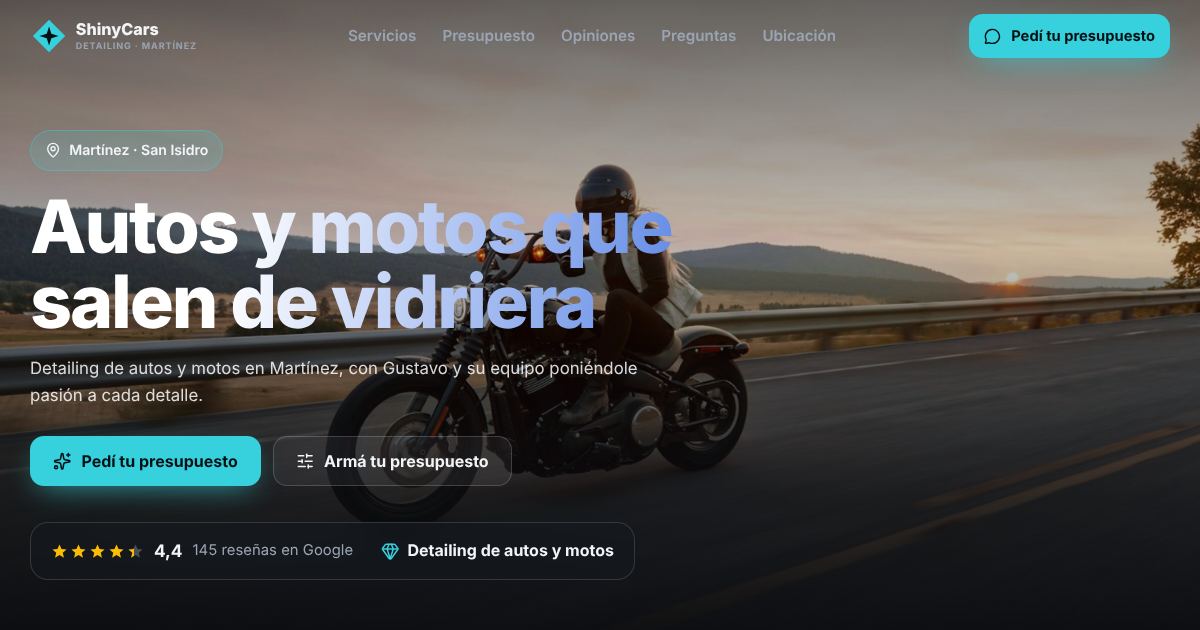 ShinyCars
DETAILING · MARTÍNEZ
Servicios
Presupuesto
Opiniones
Preguntas
Ubicación
Pedí tu presupuesto
Martínez · San Isidro
Autos y motos que
salen de vidriera
Detailing de autos y motos en Martínez, con Gustavo y su equipo poniéndole
pasión a cada detalle.
Pedí tu presupuesto
Armá tu presupuesto
4,4
145 reseñas en Google
Detailing de autos y motos